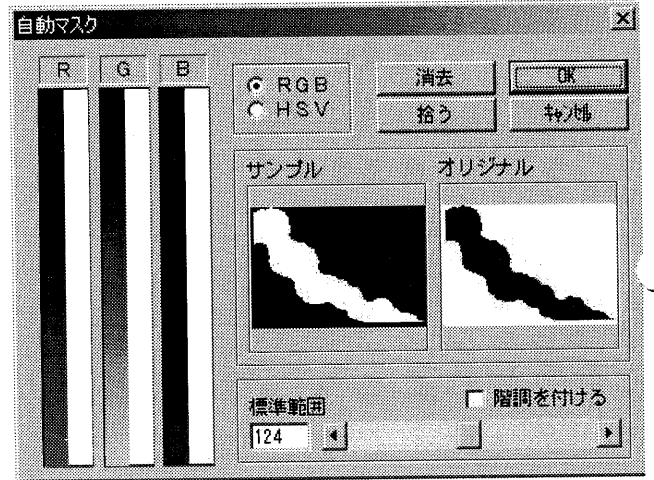 自動マスク
R G B
RGB
HSV
消去
OK
拾う
キャンセル
サンプル
オリジナル
標準範囲
階調を付ける
124